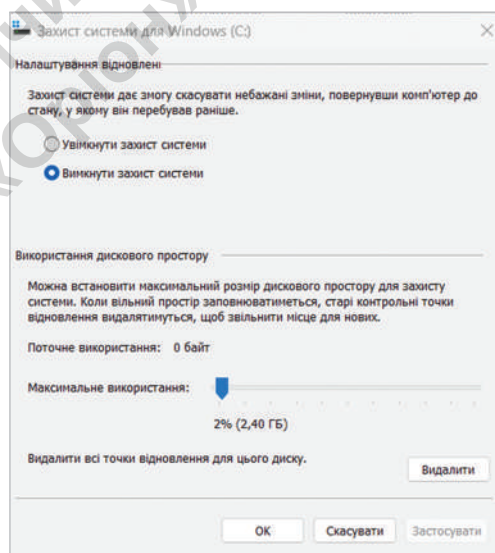 Захист системи для Windows (C:)
Налаштування відновлені
Захист системи дає змогу скасувати небажані зміни, повернувши комп'ютер до
стану, у якому він перебував раніше.
Увімкнути захист системи
Вимкнути захист системи
Використання дискового простору
Можна встановити максимальний розмір дискового простору для захисту
системи. Коли вільний простір заповнюватиметься, старі контрольні точки
відновлення видалятимуться, щоб звільнити місце для нових.
Поточне використання: 0 байт
Максимальне використання:
2% (2,40 ГБ)
Видалити всі точки відновлення для цього диску.
Видалити
ОК
Скасувати
Застосувати